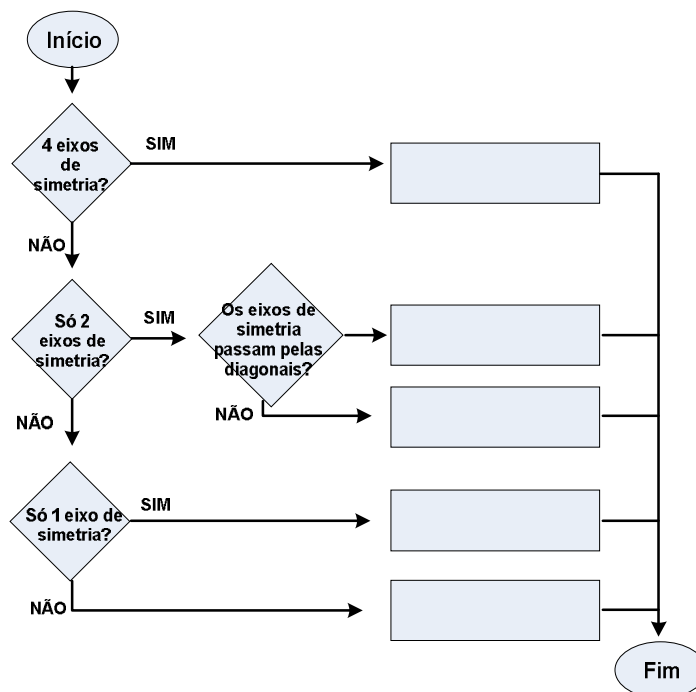 Início
4 eixos
de
simetria?
SIM
NÃO
Só 2
eixos de
simetria?
SIM
Os eixos de
simetria
passam pelas
diagonais?
NÃO
NÃO
Só 1 eixo de
simetria?
SIM
NÃO
Fim